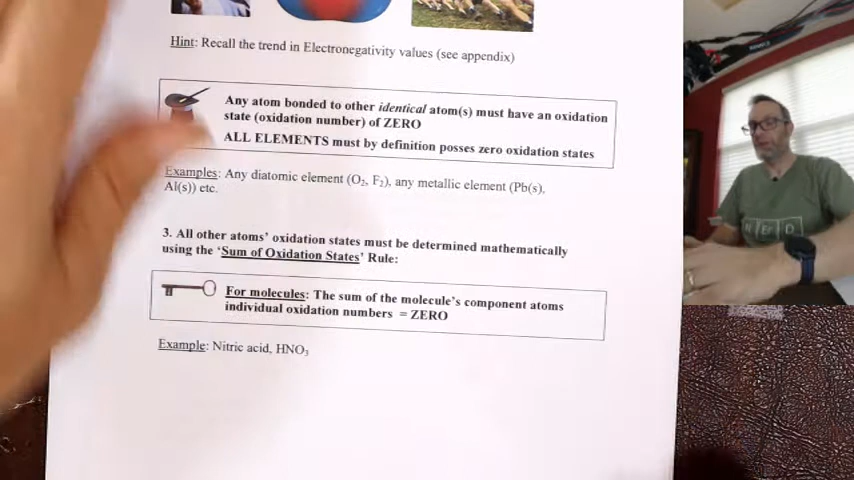 Hint: Recall the trend in Electronegativity values (see appendix)
Any atom bonded to other identical atom(s) must have an oxidation
state (oxidation number) of ZERO
ALL ELEMENTS must by definition posses zero oxidation states
Examples: Any diatomic element (O₂, F₂), any metallic element (Pb(s),
Al(s)) etc.
3. All other atoms' oxidation states must be determined mathematically
using the 'Sum of Oxidation States' Rule:
For molecules: The sum of the molecule's component atoms
individual oxidation numbers = ZERO
Example: Nitric acid, HNO₃
N Er D